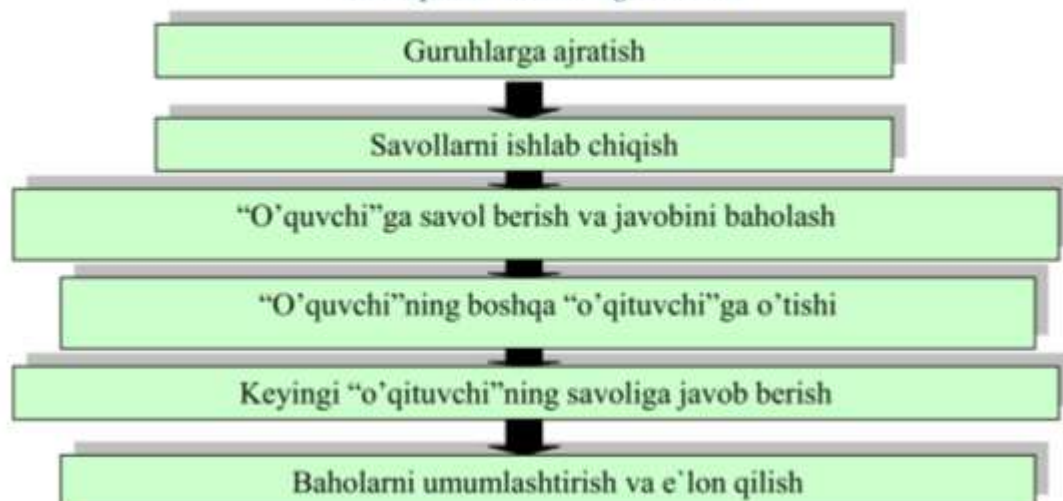 Guruhlarga ajratish
Savollarni ishlab chiqish
“O’quvchi”ga savol berish va javobini baholash
“O’quvchi”ning boshqa “o’qituvchi”ga o’tishi
Keyingi “o’qituvchi”ning savoliga javob berish
Baholarni umumlashtirish va e`lon qilish